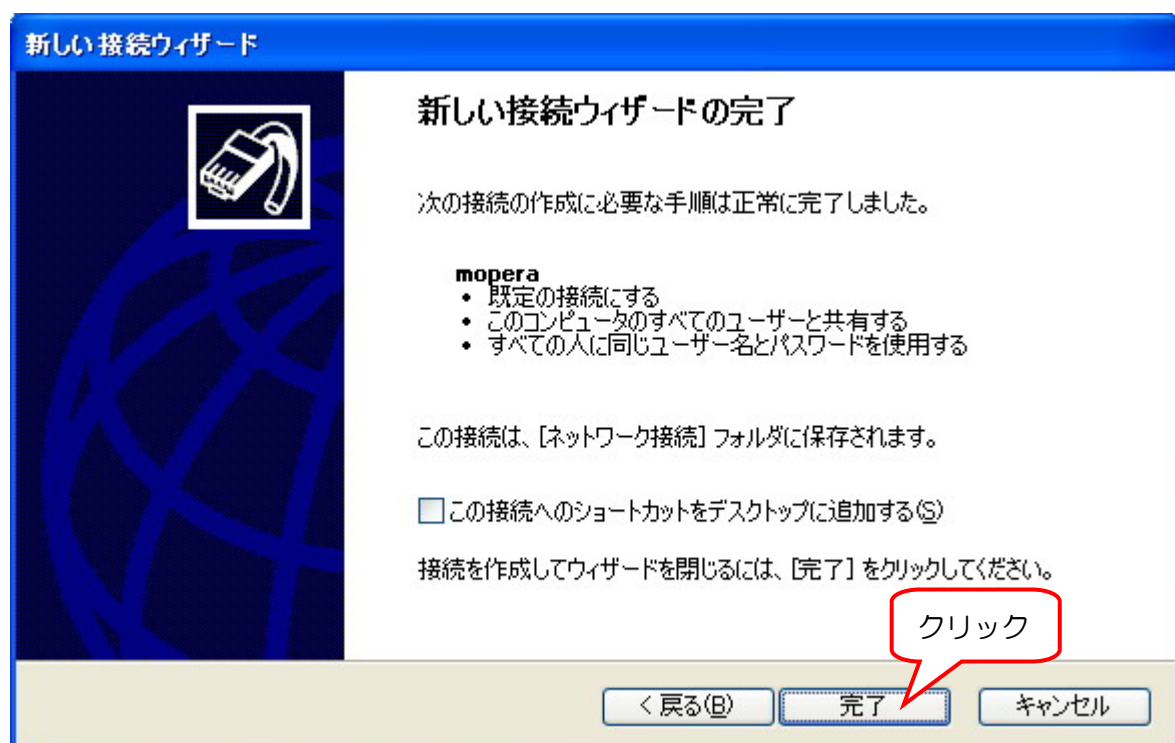 新しい接続ウィザード
新しい接続ウィザードの完了
次の接続の作成に必要な手順は正常に完了しました。
mopera
• 既定の接続にする
• このコンピュータのすべてのユーザーと共有する
• すべての人に同じユーザー名とパスワードを使用する
この接続は、[ネットワーク接続] フォルダに保存されます。
この接続へのショートカットをデスクトップに追加する(S)
接続を作成してウィザードを閉じるには、[完了] をクリックしてください。
クリック
< 戻る(B) 完了 キャンセル